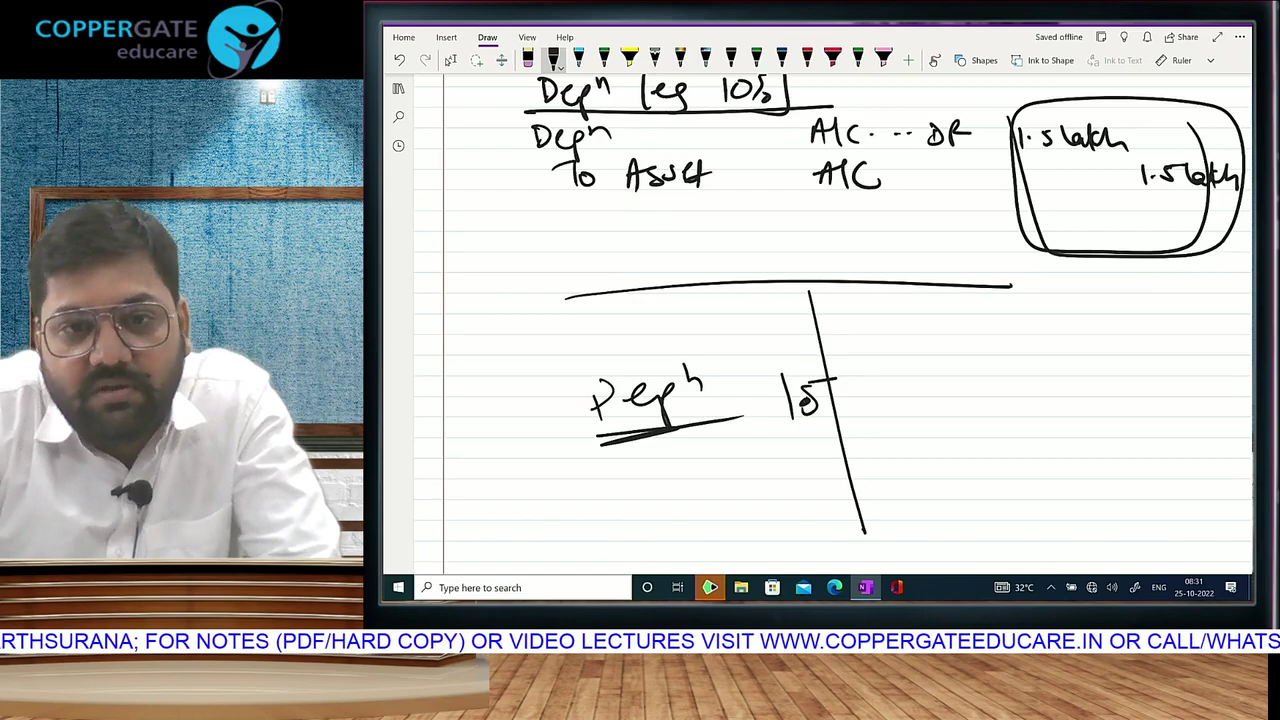 COPPERGATE
educare
Home Insert Draw View Help
Saved offline
Share
Shapes Ink to Shape Ink to Text Ruler
Depn [eg 10%]
Depn A/C ... DR 1.5 lakh
To Asset A/C 1.5 lakh
Depn 15
Type here to search
32°C
ENG
08:31
25-10-2022
ARTHSURANA; FOR NOTES (PDF/HARD COPY) OR VIDEO LECTURES VISIT WWW.COPPERGATEEDUCARE.IN OR CALL/WHATS